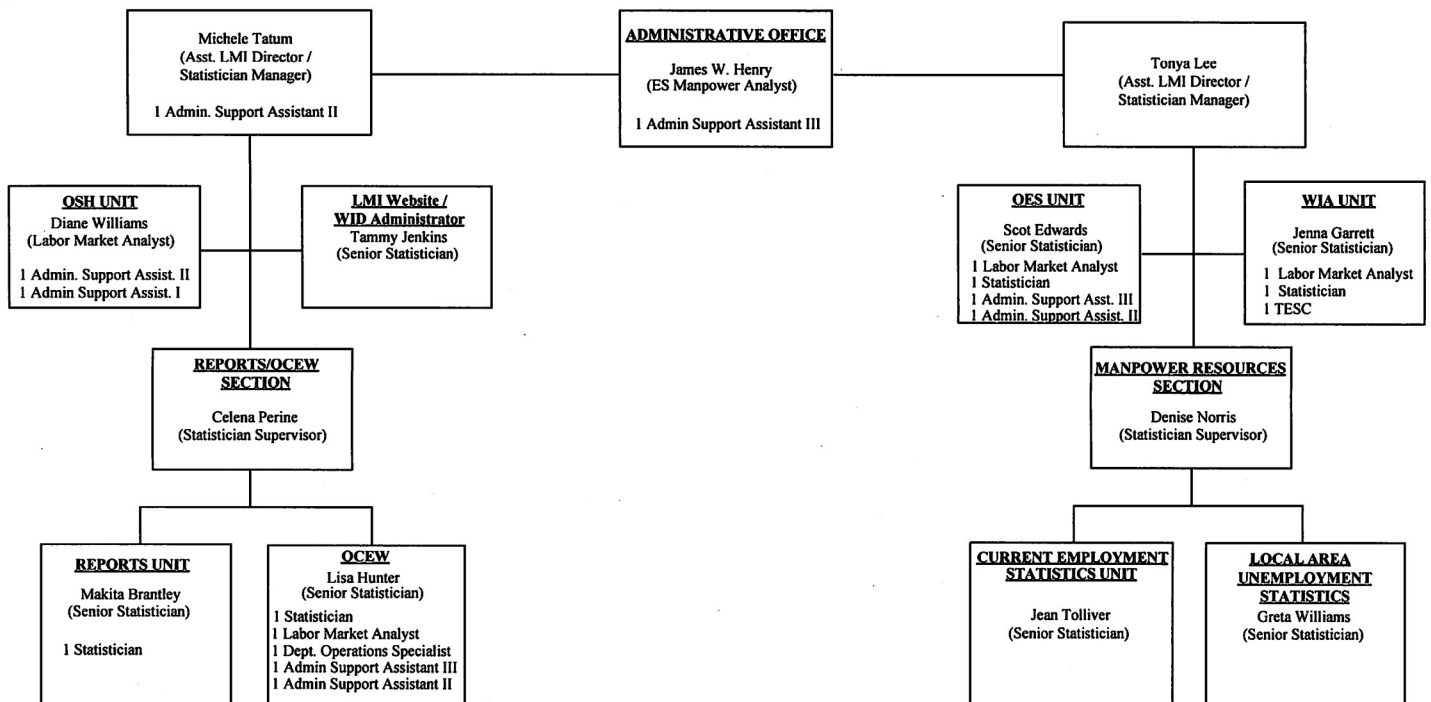 Michele Tatum
(Asst. LMI Director /
Statistician Manager)
1 Admin. Support Assistant II
ADMINISTRATIVE OFFICE
James W. Henry
(ES Manpower Analyst)
1 Admin Support Assistant III
Tonya Lee
(Asst. LMI Director /
Statistician Manager)
OSH UNIT
Diane Williams
(Labor Market Analyst)
1 Admin. Support Assist. II
1 Admin Support Assist. I
LMI Website /
WID Administrator
Tammy Jenkins
(Senior Statistician)
OES UNIT
Scot Edwards
(Senior Statistician)
1 Labor Market Analyst
1 Statistician
1 Admin. Support Asst. III
1 Admin. Support Assist. II
WIA UNIT
Jenna Garrett
(Senior Statistician)
1 Labor Market Analyst
1 Statistician
1 TESC
REPORTS/QCEW
SECTION
Celena Perine
(Statistician Supervisor)
MANPOWER RESOURCES
SECTION
Denise Norris
(Statistician Supervisor)
REPORTS UNIT
Makita Brantley
(Senior Statistician)
1 Statistician
QCEW
Lisa Hunter
(Senior Statistician)
1 Statistician
1 Labor Market Analyst
1 Dept. Operations Specialist
1 Admin Support Assistant III
1 Admin Support Assistant II
CURRENT EMPLOYMENT
STATISTICS UNIT
Jean Tolliver
(Senior Statistician)
LOCAL AREA
UNEMPLOYMENT
STATISTICS
Greta Williams
(Senior Statistician)